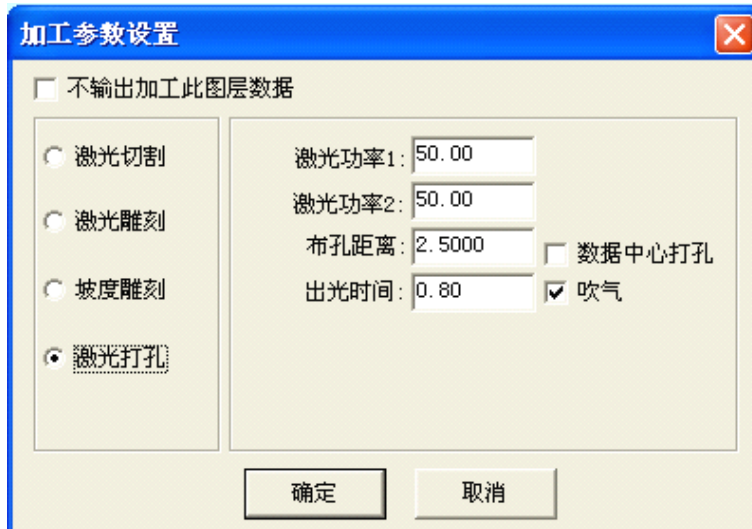 加工参数设置
不输出加工此图层数据
激光切割
激光雕刻
坡度雕刻
激光打孔
激光功率1: 50.00
激光功率2: 50.00
布孔距离: 2.5000
数据中心打孔
出光时间: 0.80
吹气
确定
取消